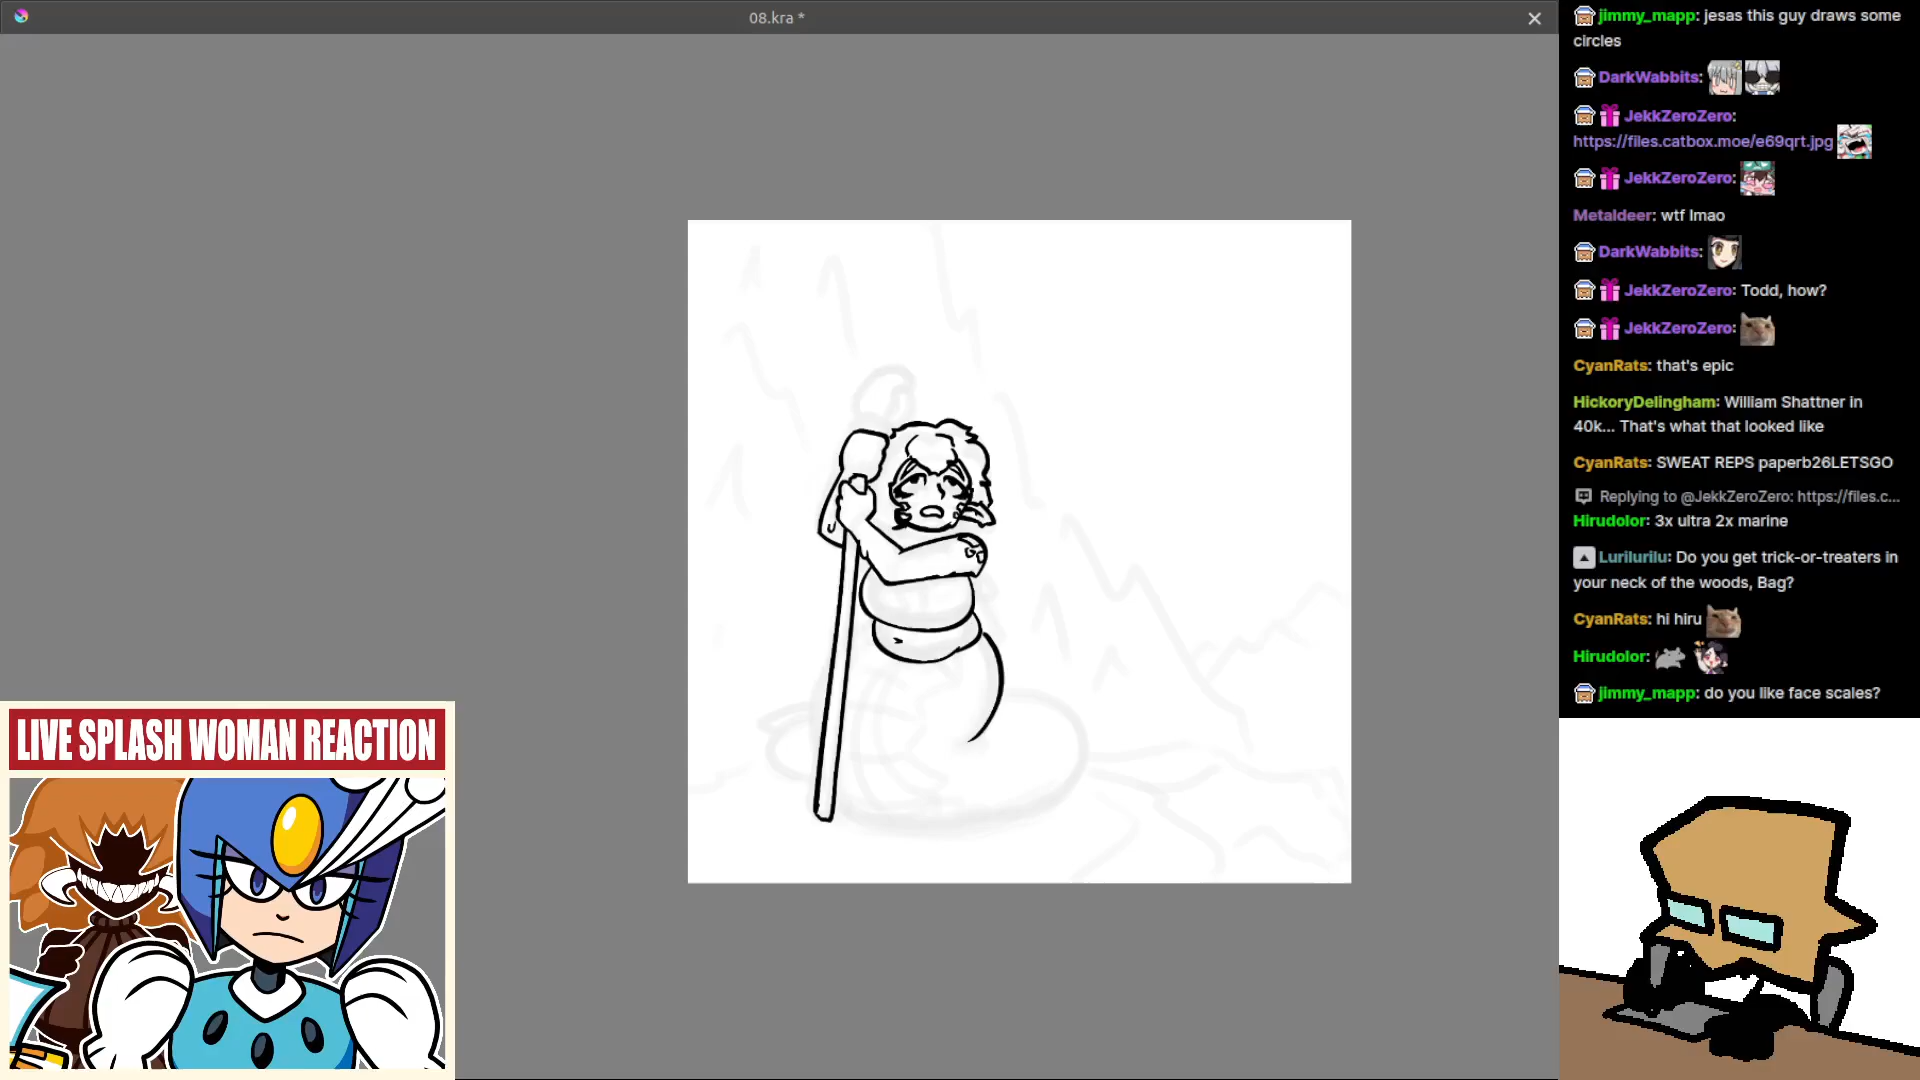 08.kra *
jimmy_mapp: jesas this guy draws some
circles
DarkWabbits:
JekkZeroZero:
https://files.catbox.moe/e69qrt.jpg
JekkZeroZero:
Metaldeer: wtf lmao
DarkWabbits:
JekkZeroZero: Todd, how?
JekkZeroZero:
CyanRats: that's epic
HickoryDelingham: William Shattner in
40k... That's what that looked like
CyanRats: SWEAT REPS paperb26LETSGO
Replying to @JekkZeroZero: https://files.c...
Hirudolor: 3x ultra 2x marine
Lurilurilu: Do you get trick-or-treaters in
your neck of the woods, Bag?
CyanRats: hi hiru
Hirudolor:
jimmy_mapp: do you like face scales?
LIVE SPLASH WOMAN REACTION